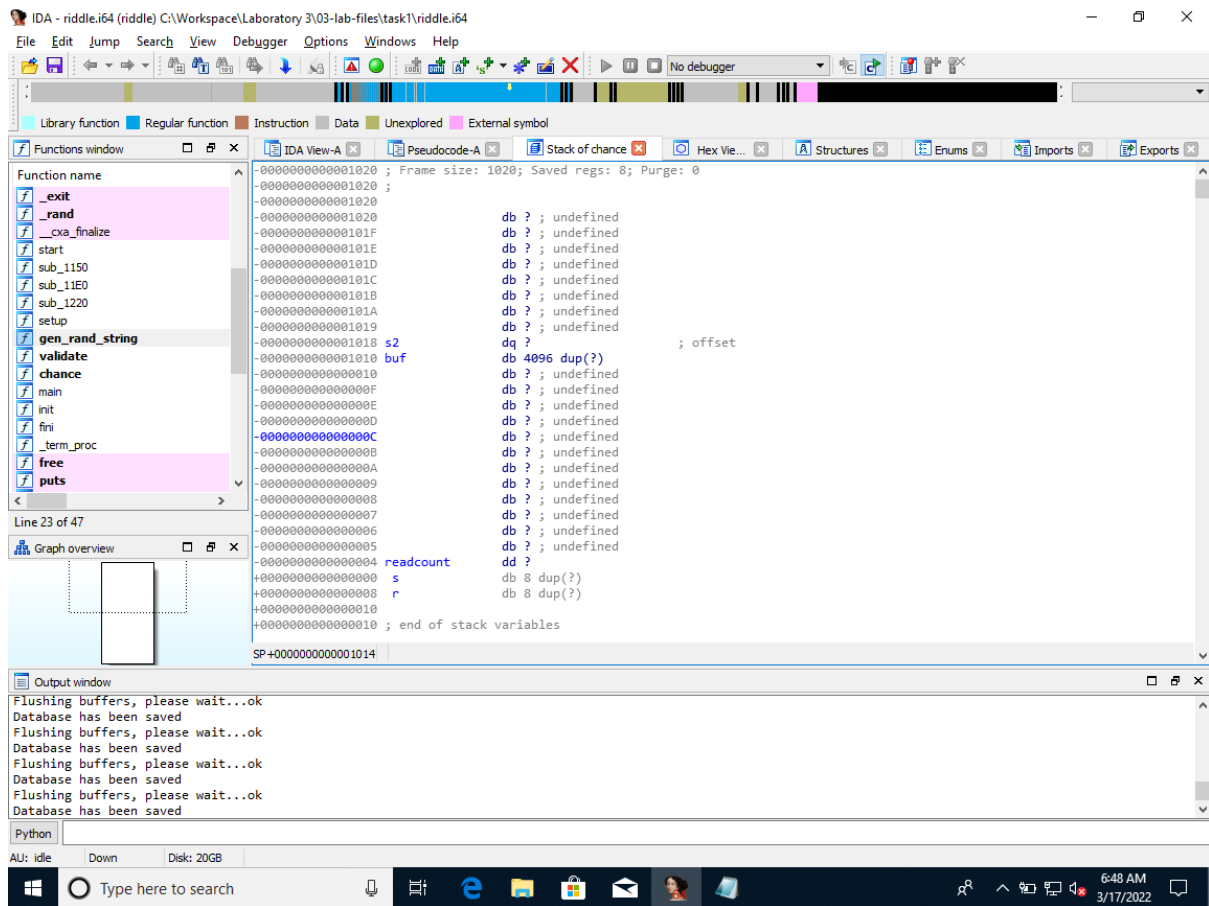 IDA - riddle.i64 (riddle) C:\Workspace\Laboratory 3\03-lab-files\task1\riddle.i64
File Edit Jump Search View Debugger Options Windows Help
No debugger
Library function Regular function Instruction Data Unexplored External symbol
Functions window
IDA View-A Pseudocode-A Stack of chance Hex Vie... Structures Enums Imports Exports
Function name
_exit
_rand
__cxa_finalize
start
sub_1150
sub_11E0
sub_1220
setup
gen_rand_string
validate
chance
main
init
fini
_term_proc
free
puts
Line 23 of 47
Graph overview
-0000000000001020 ; Frame size: 1020; Saved regs: 8; Purge: 0
-0000000000001020 ;
-0000000000001020
-0000000000001020 db ? ; undefined
-000000000000101F db ? ; undefined
-000000000000101E db ? ; undefined
-000000000000101D db ? ; undefined
-000000000000101C db ? ; undefined
-000000000000101B db ? ; undefined
-000000000000101A db ? ; undefined
-0000000000001019 db ? ; undefined
-0000000000001018 s2 dq ? ; offset
-0000000000001010 buf db 4096 dup(?)
-0000000000000010 db ? ; undefined
-000000000000000F db ? ; undefined
-000000000000000E db ? ; undefined
-000000000000000D db ? ; undefined
-000000000000000C db ? ; undefined
-000000000000000B db ? ; undefined
-000000000000000A db ? ; undefined
-0000000000000009 db ? ; undefined
-0000000000000008 db ? ; undefined
-0000000000000007 db ? ; undefined
-0000000000000006 db ? ; undefined
-0000000000000005 db ? ; undefined
-0000000000000004 readcount dd ?
+0000000000000000 s db 8 dup(?)
+0000000000000008 r db 8 dup(?)
+0000000000000010
+0000000000000010 ; end of stack variables
SP+0000000000001014
Output window
Flushing buffers, please wait...ok
Database has been saved
Flushing buffers, please wait...ok
Database has been saved
Flushing buffers, please wait...ok
Database has been saved
Flushing buffers, please wait...ok
Database has been saved
Python
AU: idle Down Disk: 20GB
Type here to search
6:48 AM
3/17/2022